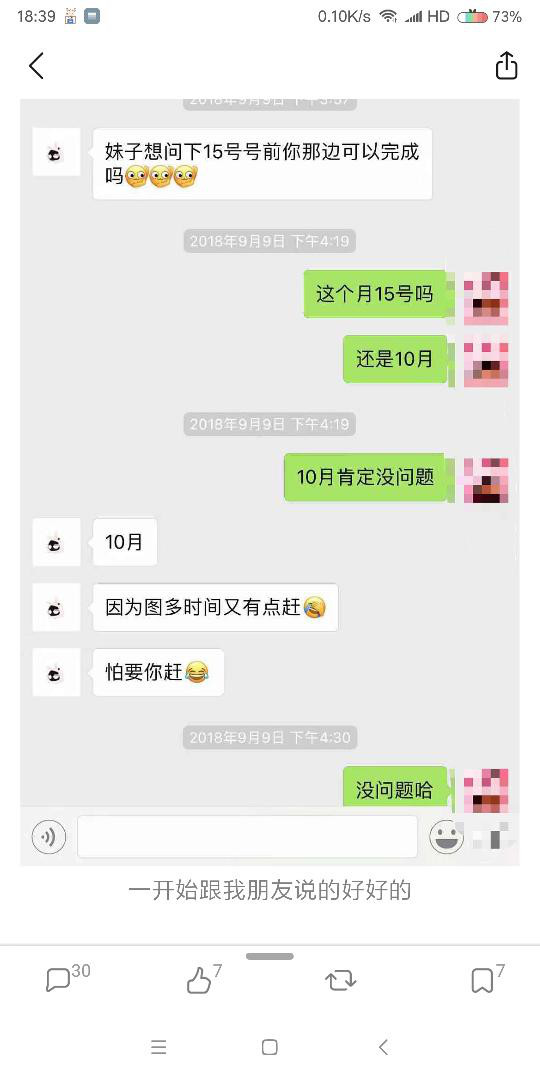 18:39
0.10K/s HD 73%
2018年9月9日 下午3:57
妹子想问下15号号前你那边可以完成
吗
2018年9月9日 下午4:19
这个月15号吗
还是10月
2018年9月9日 下午4:19
10月肯定没问题
10月
因为图多时间又有点赶
怕要你赶
2018年9月9日 下午4:30
没问题哈
一开始跟我朋友说的好好的
30
7
7